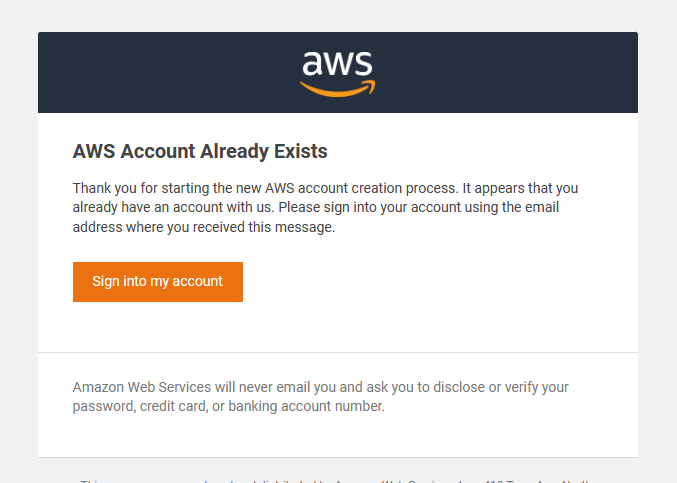 aws
AWS Account Already Exists
Thank you for starting the new AWS account creation process. It appears that you
already have an account with us. Please sign into your account using the email
address where you received this message.
Sign into my account
Amazon Web Services will never email you and ask you to disclose or verify your
password, credit card, or banking account number.